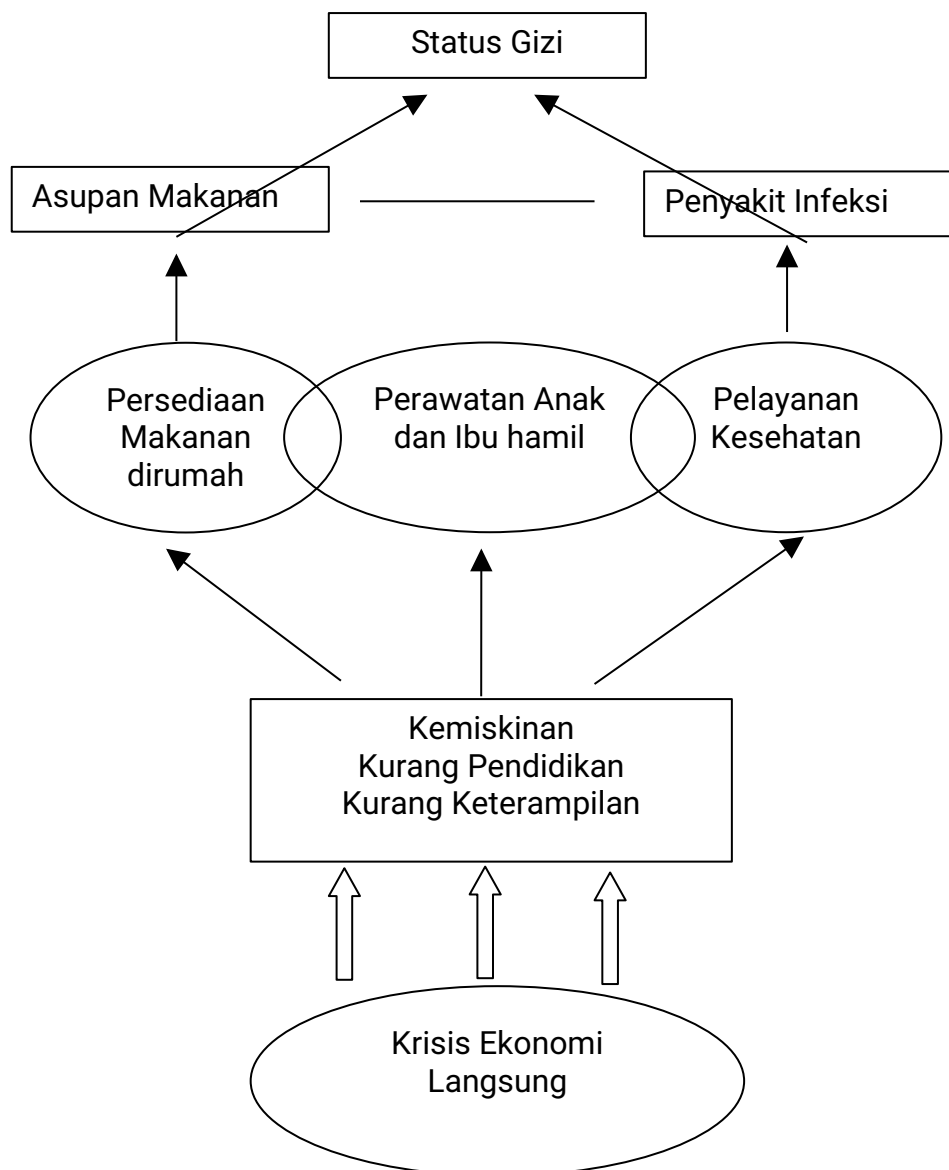 Status Gizi
Asupan Makanan
Penyakit Infeksi
Persediaan
Makanan
dirumah
Perawatan Anak
dan Ibu hamil
Pelayanan
Kesehatan
Kemiskinan
Kurang Pendidikan
Kurang Keterampilan
Krisis Ekonomi
Langsung